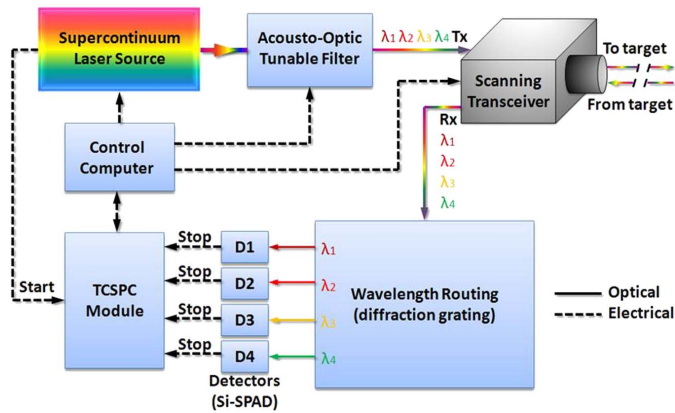 Supercontinuum
Laser Source
Acousto-Optic
Tunable Filter
λ1 λ2 λ3 λ4 Tx
To target
Scanning
Transceiver
From target
Rx
λ1
λ2
λ3
λ4
Control
Computer
Start
TCSPC
Module
Stop
D1
λ1
Stop
D2
λ2
Stop
D3
λ3
Stop
D4
λ4
Detectors
(Si-SPAD)
Wavelength Routing
(diffraction grating)
Optical
Electrical